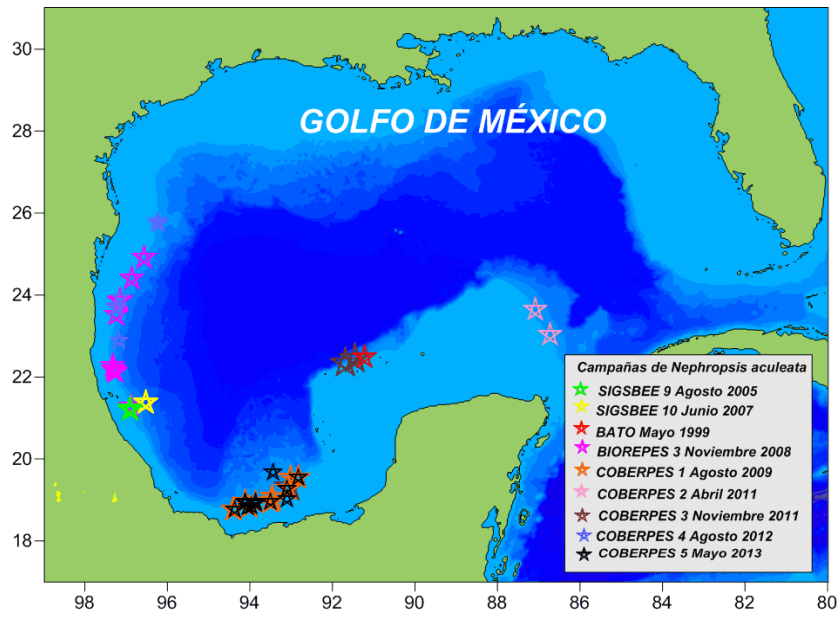 GOLFO DE MÉXICO
30
28
26
24
22
20
18
Campañas de Nephropsis aculeata
SIGSBEE 9 Agosto 2005
SIGSBEE 10 Junio 2007
BATO Mayo 1999
BIOREPES 3 Noviembre 2008
COBERPES 1 Agosto 2009
COBERPES 2 Abril 2011
COBERPES 3 Noviembre 2011
COBERPES 4 Agosto 2012
COBERPES 5 Mayo 2013
98 96 94 92 90 88 86 84 82 80